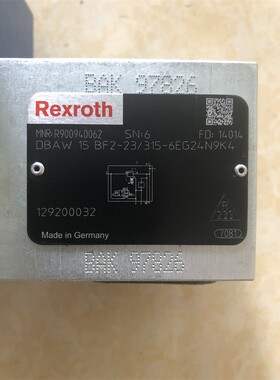 BAK 97826
Rexroth
MNR: R900940062 SN:6 FD: 14014
DBAW 15 BF2-23/315-6EG24N9K4
129200032
Made in Germany
7081
BAK 97826